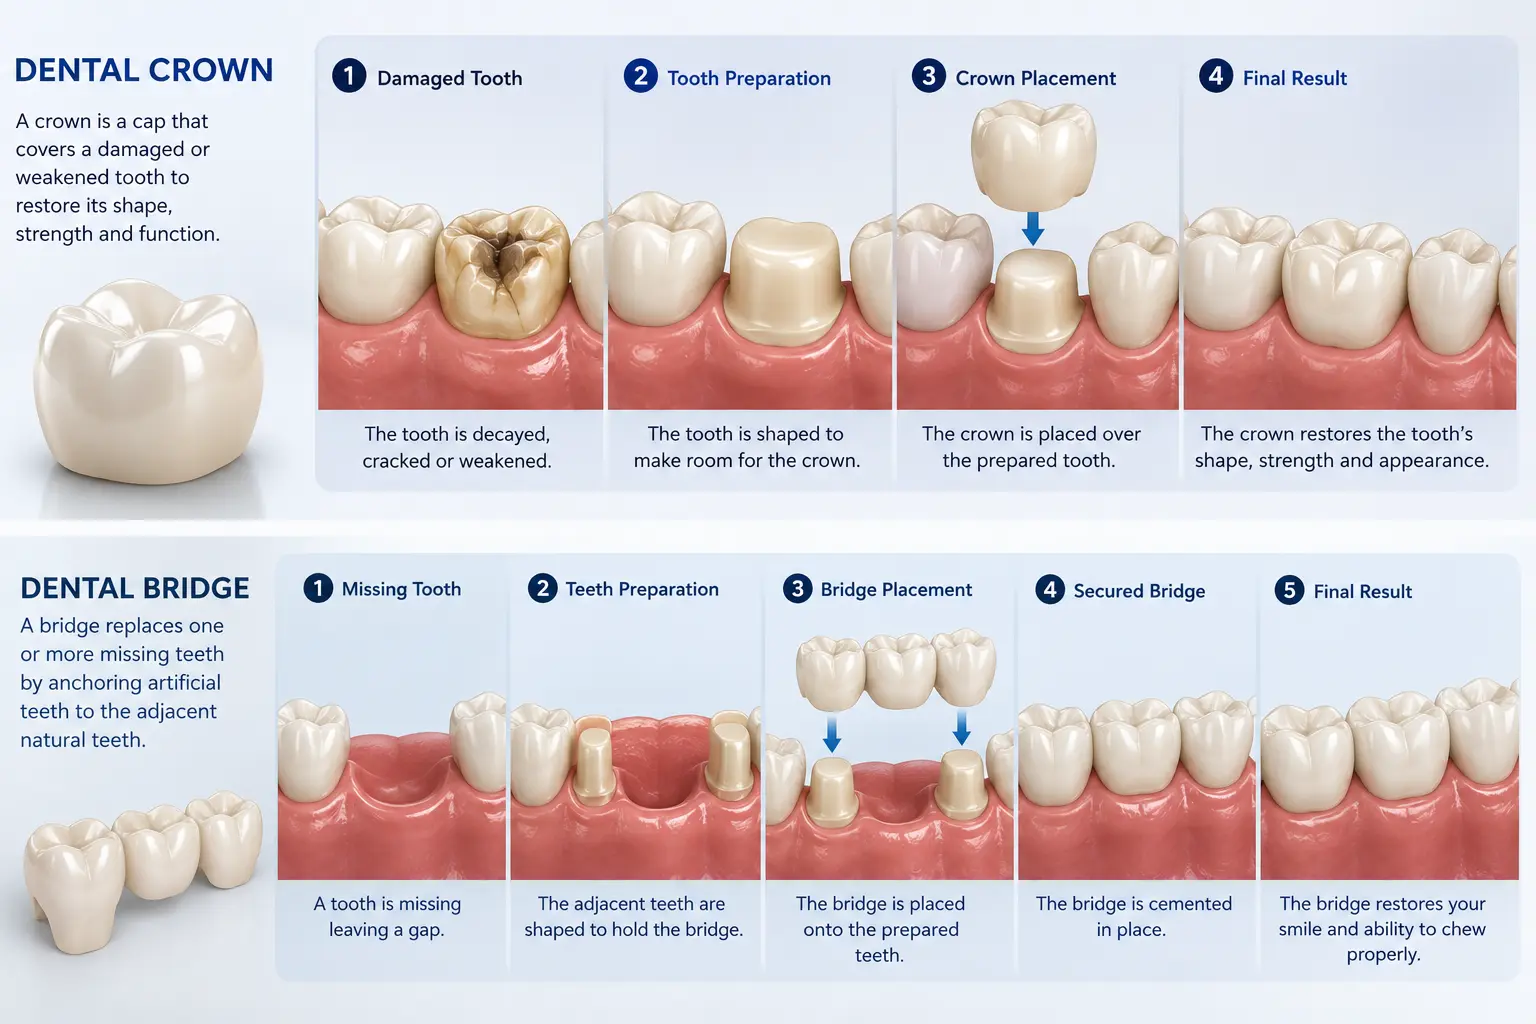 DENTAL CROWN
A crown is a cap that
covers a damaged or
weakened tooth to
restore its shape,
strength and function.
1 Damaged Tooth
The tooth is decayed,
cracked or weakened.
2 Tooth Preparation
The tooth is shaped to
make room for the crown.
3 Crown Placement
The crown is placed over
the prepared tooth.
4 Final Result
The crown restores the tooth's
shape, strength and appearance.
DENTAL BRIDGE
A bridge replaces one
or more missing teeth
by anchoring artificial
teeth to the adjacent
natural teeth.
1 Missing Tooth
A tooth is missing
leaving a gap.
2 Teeth Preparation
The adjacent teeth are
shaped to hold the bridge.
3 Bridge Placement
The bridge is placed
onto the prepared
teeth.
4 Secured Bridge
The bridge is cemented
in place.
5 Final Result
The bridge restores your
smile and ability to chew
properly.